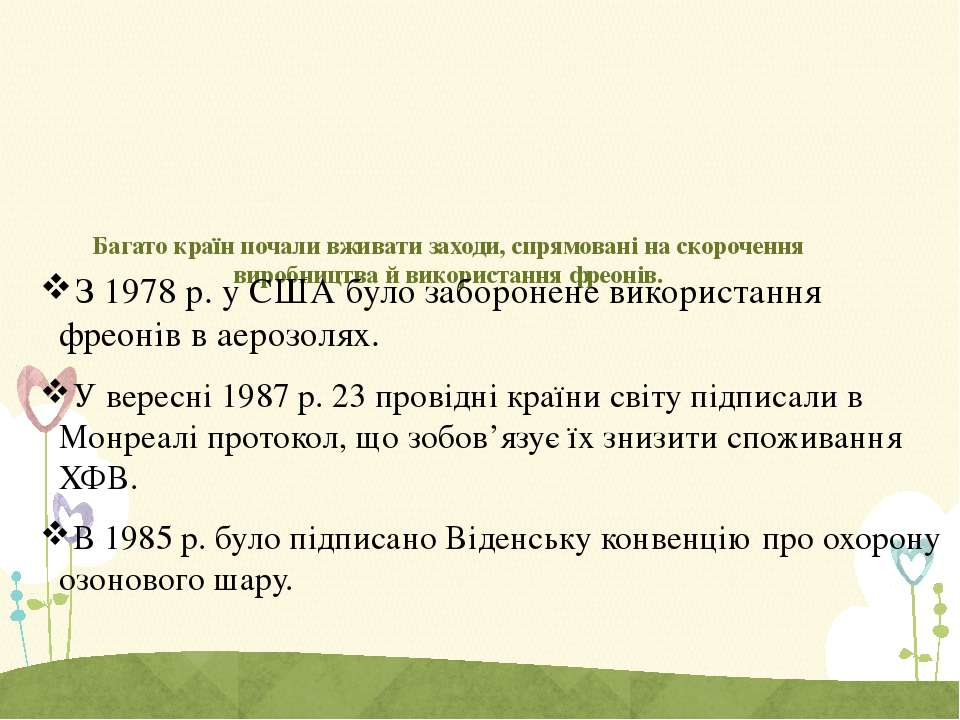 Багато країн почали вживати заходи, спрямовані на скорочення
виробництва й використання фреонів.
З 1978 р. у США було заборонене використання
фреонів в аерозолях.
У вересні 1987 р. 23 провідні країни світу підписали в
Монреалі протокол, що зобов’язує їх знизити споживання
ХФВ.
В 1985 р. було підписано Віденську конвенцію про охорону
озонового шару.